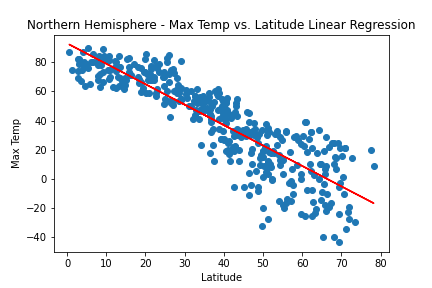 Northern Hemisphere - Max Temp vs. Latitude Linear Regression
Max Temp
80
60
40
20
0
−20
−40
0 10 20 30 40 50 60 70 80
Latitude